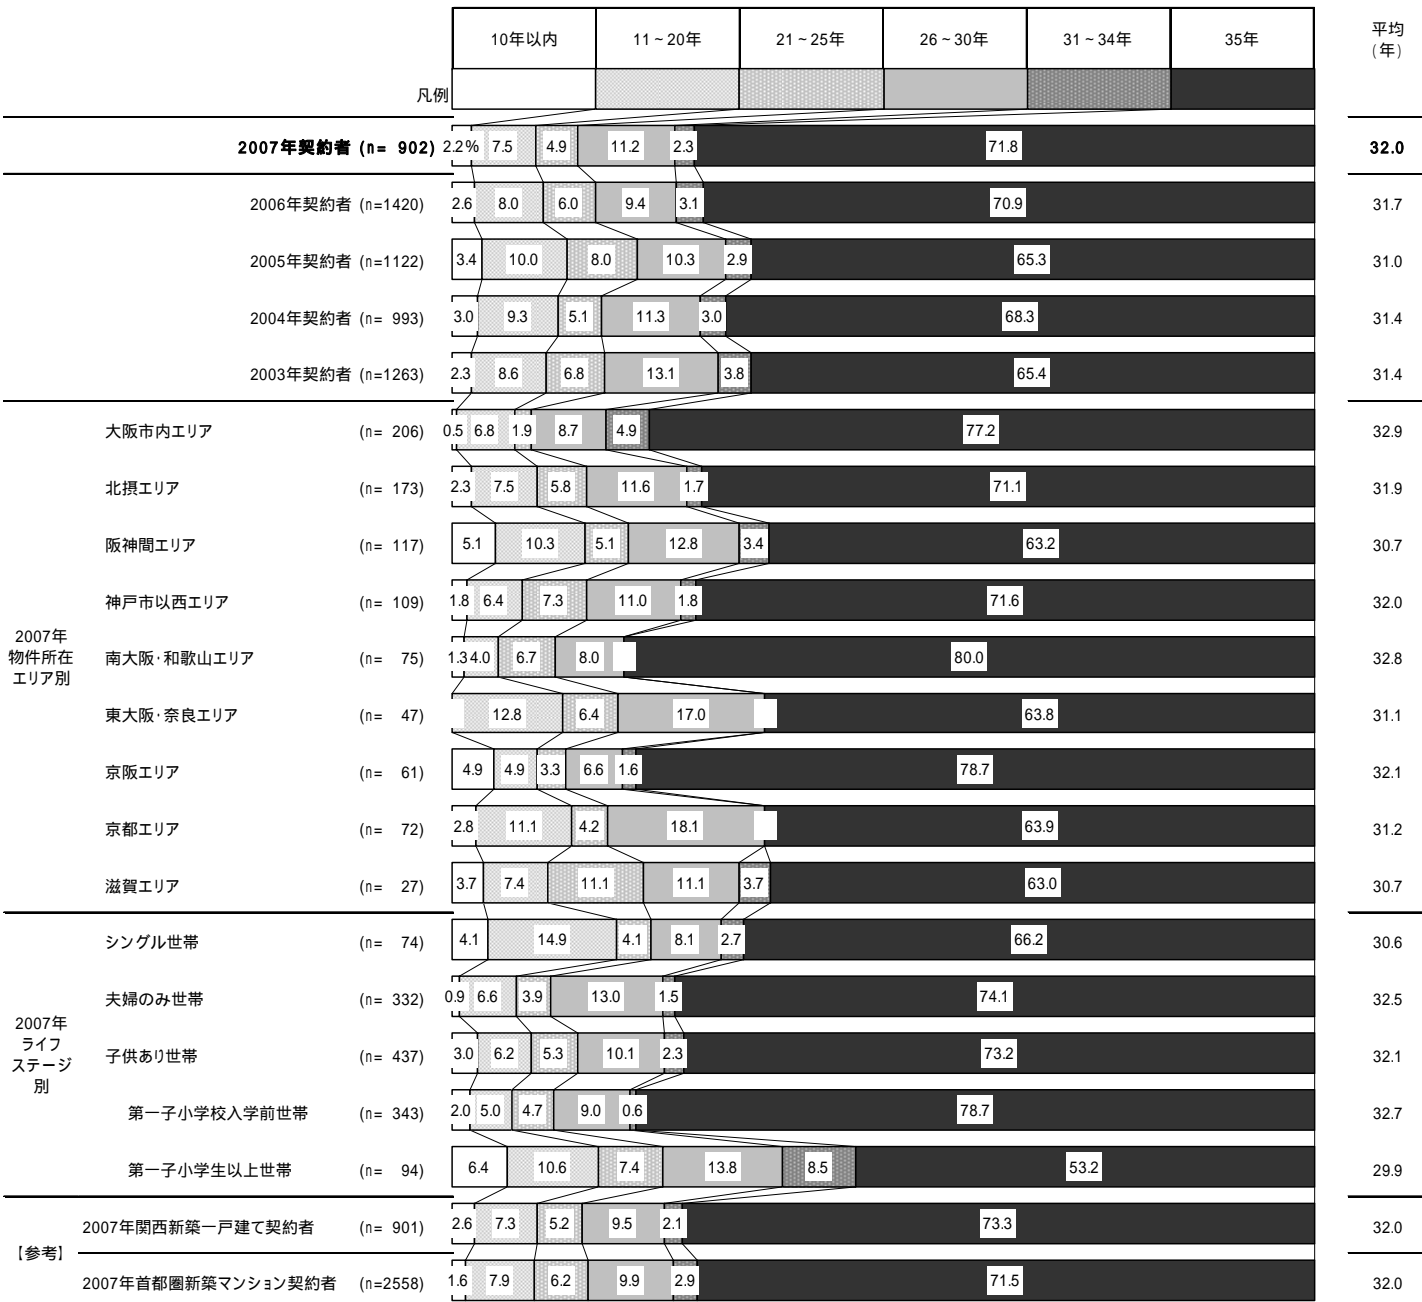 10年以内 11～20年 21～25年 26～30年 31～34年 35年 平均（年）
凡例
2007年契約者 (n= 902) 2.2% 7.5 4.9 11.2 2.3 71.8 32.0
2006年契約者 (n=1420) 2.6 8.0 6.0 9.4 3.1 70.9 31.7
2005年契約者 (n=1122) 3.4 10.0 8.0 10.3 2.9 65.3 31.0
2004年契約者 (n= 993) 3.0 9.3 5.1 11.3 3.0 68.3 31.4
2003年契約者 (n=1263) 2.3 8.6 6.8 13.1 3.8 65.4 31.4
2007年
物件所在
エリア別
大阪市内エリア (n= 206) 0.5 6.8 1.9 8.7 4.9 77.2 32.9
北摂エリア (n= 173) 2.3 7.5 5.8 11.6 1.7 71.1 31.9
阪神間エリア (n= 117) 5.1 10.3 5.1 12.8 3.4 63.2 30.7
神戸市以西エリア (n= 109) 1.8 6.4 7.3 11.0 1.8 71.6 32.0
南大阪･和歌山エリア (n= 75) 1.3 4.0 6.7 8.0 80.0 32.8
東大阪･奈良エリア (n= 47) 12.8 6.4 17.0 63.8 31.1
京阪エリア (n= 61) 4.9 4.9 3.3 6.6 1.6 78.7 32.1
京都エリア (n= 72) 2.8 11.1 4.2 18.1 63.9 31.2
滋賀エリア (n= 27) 3.7 7.4 11.1 11.1 3.7 63.0 30.7
2007年
ライフ
ステージ
別
シングル世帯 (n= 74) 4.1 14.9 4.1 8.1 2.7 66.2 30.6
夫婦のみ世帯 (n= 332) 0.9 6.6 3.9 13.0 1.5 74.1 32.5
子供あり世帯 (n= 437) 3.0 6.2 5.3 10.1 2.3 73.2 32.1
第一子小学校入学前世帯 (n= 343) 2.0 5.0 4.7 9.0 0.6 78.7 32.7
第一子小学生以上世帯 (n= 94) 6.4 10.6 7.4 13.8 8.5 53.2 29.9
【参考】
2007年関西新築一戸建て契約者 (n= 901) 2.6 7.3 5.2 9.5 2.1 73.3 32.0
2007年首都圏新築マンション契約者 (n=2558) 1.6 7.9 6.2 9.9 2.9 71.5 32.0